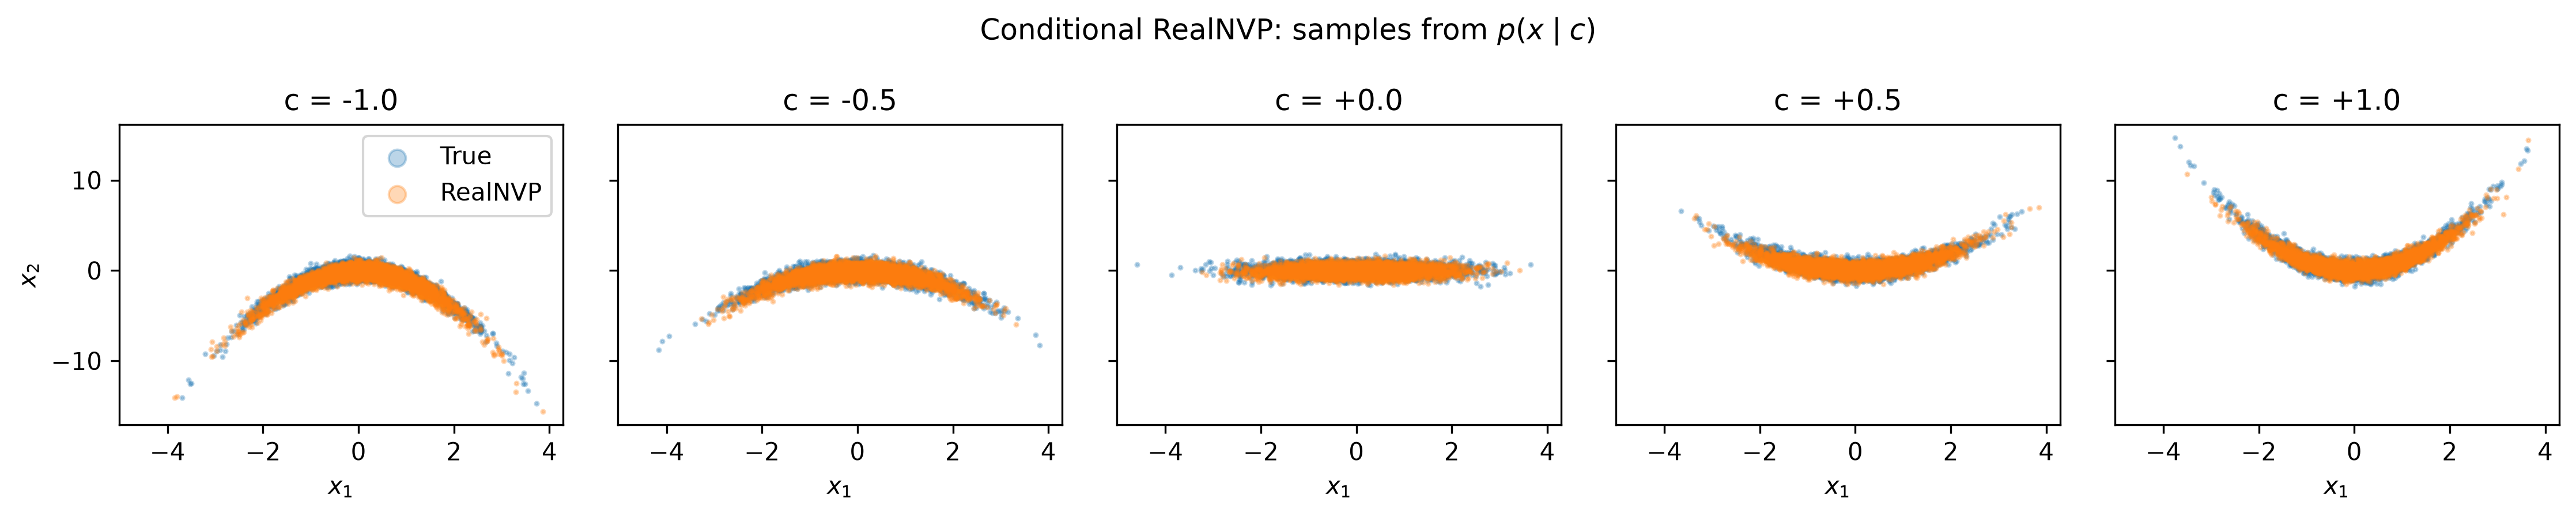 Conditional RealNVP: samples from p(x | c)
c = -1.0
c = -0.5
c = +0.0
c = +0.5
c = +1.0
True
RealNVP
10
0
−10
x₂
−4 −2 0 2 4
−4 −2 0 2 4
−4 −2 0 2 4
−4 −2 0 2 4
−4 −2 0 2 4
x₁
x₁
x₁
x₁
x₁